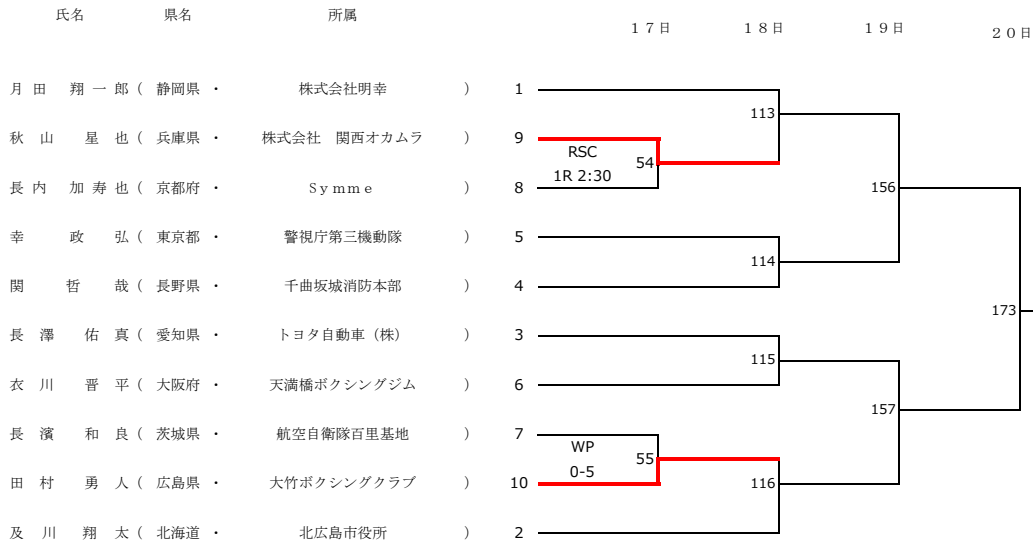 氏名 県名 所属
17日 18日 19日 20日
月田 翔一郎 ( 静岡県 ・ 株式会社明幸 ) 1
113
秋山 星也 ( 兵庫県 ・ 株式会社 関西オカムラ ) 9
RSC
54
1R 2:30
長内 加寿也 ( 京都府 ・ Symme ) 8
156
幸 政弘 ( 東京都 ・ 警視庁第三機動隊 ) 5
114
関 哲哉 ( 長野県 ・ 千曲坂城消防本部 ) 4
173
長澤 佑真 ( 愛知県 ・ トヨタ自動車(株) ) 3
115
衣川 晋平 ( 大阪府 ・ 天満橋ボクシングジム ) 6
157
長濱 和良 ( 茨城県 ・ 航空自衛隊百里基地 ) 7
WP
55
0-5
田村 勇人 ( 広島県 ・ 大竹ボクシングクラブ ) 10
116
及川 翔太 ( 北海道 ・ 北広島市役所 ) 2